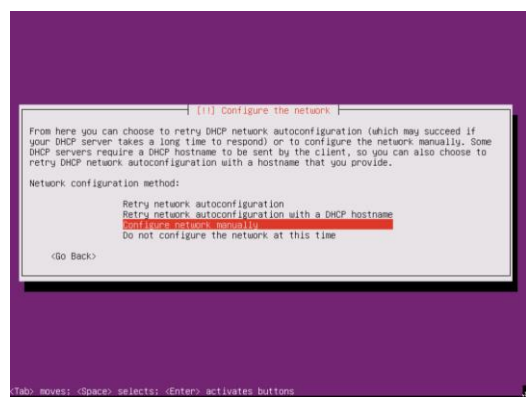 [!!] Configure the network
From here you can choose to retry DHCP network autoconfiguration (which may succeed if
your DHCP server takes a long time to respond) or to configure the network manually. Some
DHCP servers require a DHCP hostname to be sent by the client, so you can also choose to
retry DHCP network autoconfiguration with a hostname that you provide.
Network configuration method:
Retry network autoconfiguration
Retry network autoconfiguration with a DHCP hostname
Configure network manually
Do not configure the network at this time
<Go Back>
<Tab> moves; <Space> selects; <Enter> activates buttons